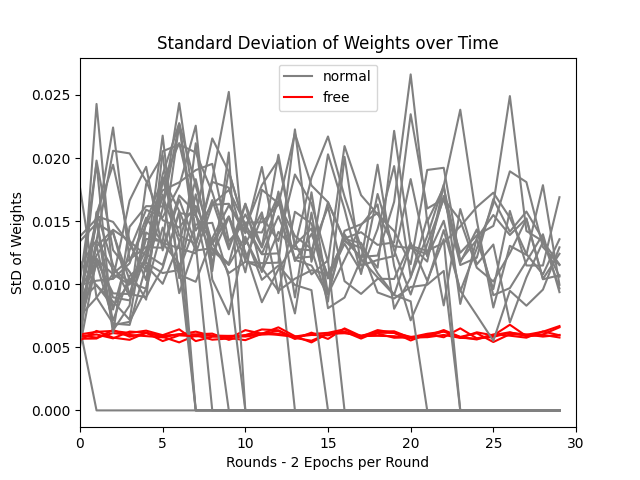 Standard Deviation of Weights over Time
normal
free
StD of Weights
0.025
0.020
0.015
0.010
0.005
0.000
0 5 10 15 20 25 30
Rounds - 2 Epochs per Round